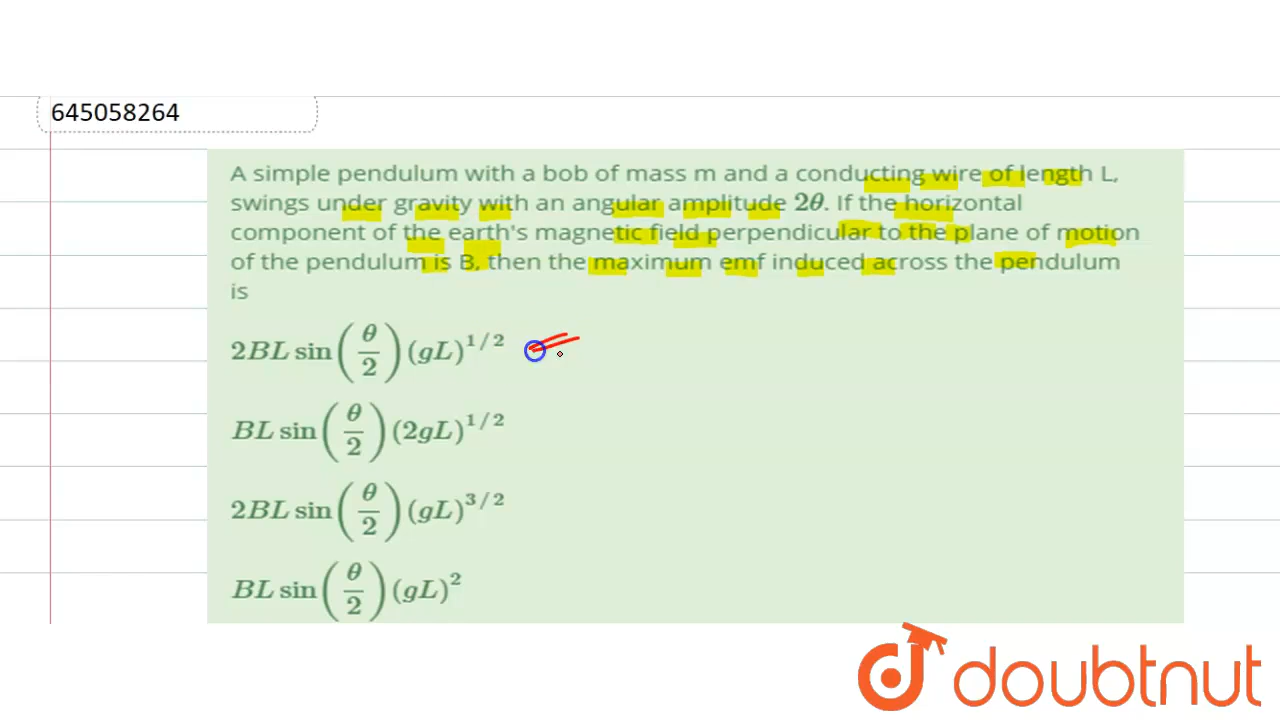 645058264
A simple pendulum with a bob of mass m and a conducting wire of length L,
swings under gravity with an angular amplitude 2θ. If the horizontal
component of the earth's magnetic field perpendicular to the plane of motion
of the pendulum is B, then the maximum emf induced across the pendulum
is
2BL sin(θ/2)(gL)^1/2
BL sin(θ/2)(2gL)^1/2
2BL sin(θ/2)(gL)^3/2
BL sin(θ/2)(gL)^2
doubtnut